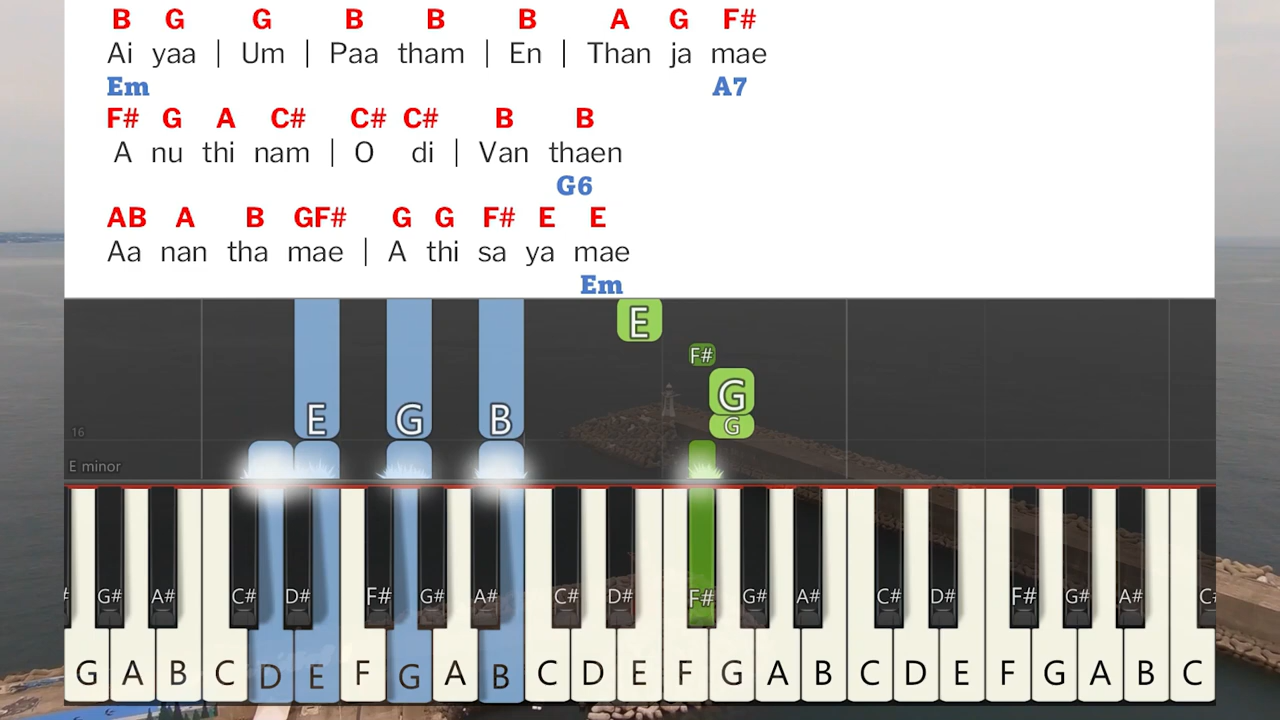 B G G B B B A G F#
Ai yaa | Um | Paa tham | En | Than ja mae
Em A7
F# G A C# C# C# B B
A nu thi nam | O di | Van thaen
G6
AB A B GF# G G F# E E
Aa nan tha mae | A thi sa ya mae
Em
E
F#
G
E G B G
16
E minor
G# A# C# D# F# G# A# C# D# F# G# A# C# D# F# G# A# C#
G A B C D E F G A B C D E F G A B C D E F G A B C